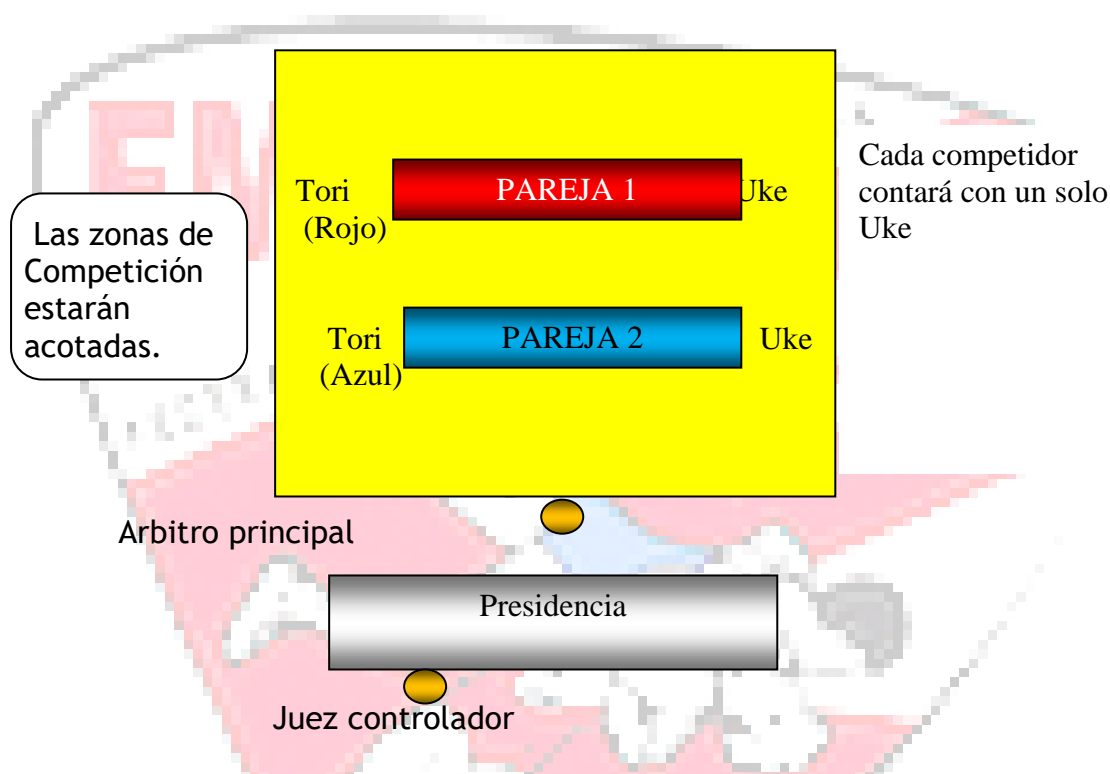 Cada competidor
contará con un solo
Uke
Tori
PAREJA 1
Uke
(Rojo)
Las zonas de
Competición
estarán
acotadas.
Tori
PAREJA 2
Uke
(Azul)
Arbitro principal
Presidencia
Juez controlador